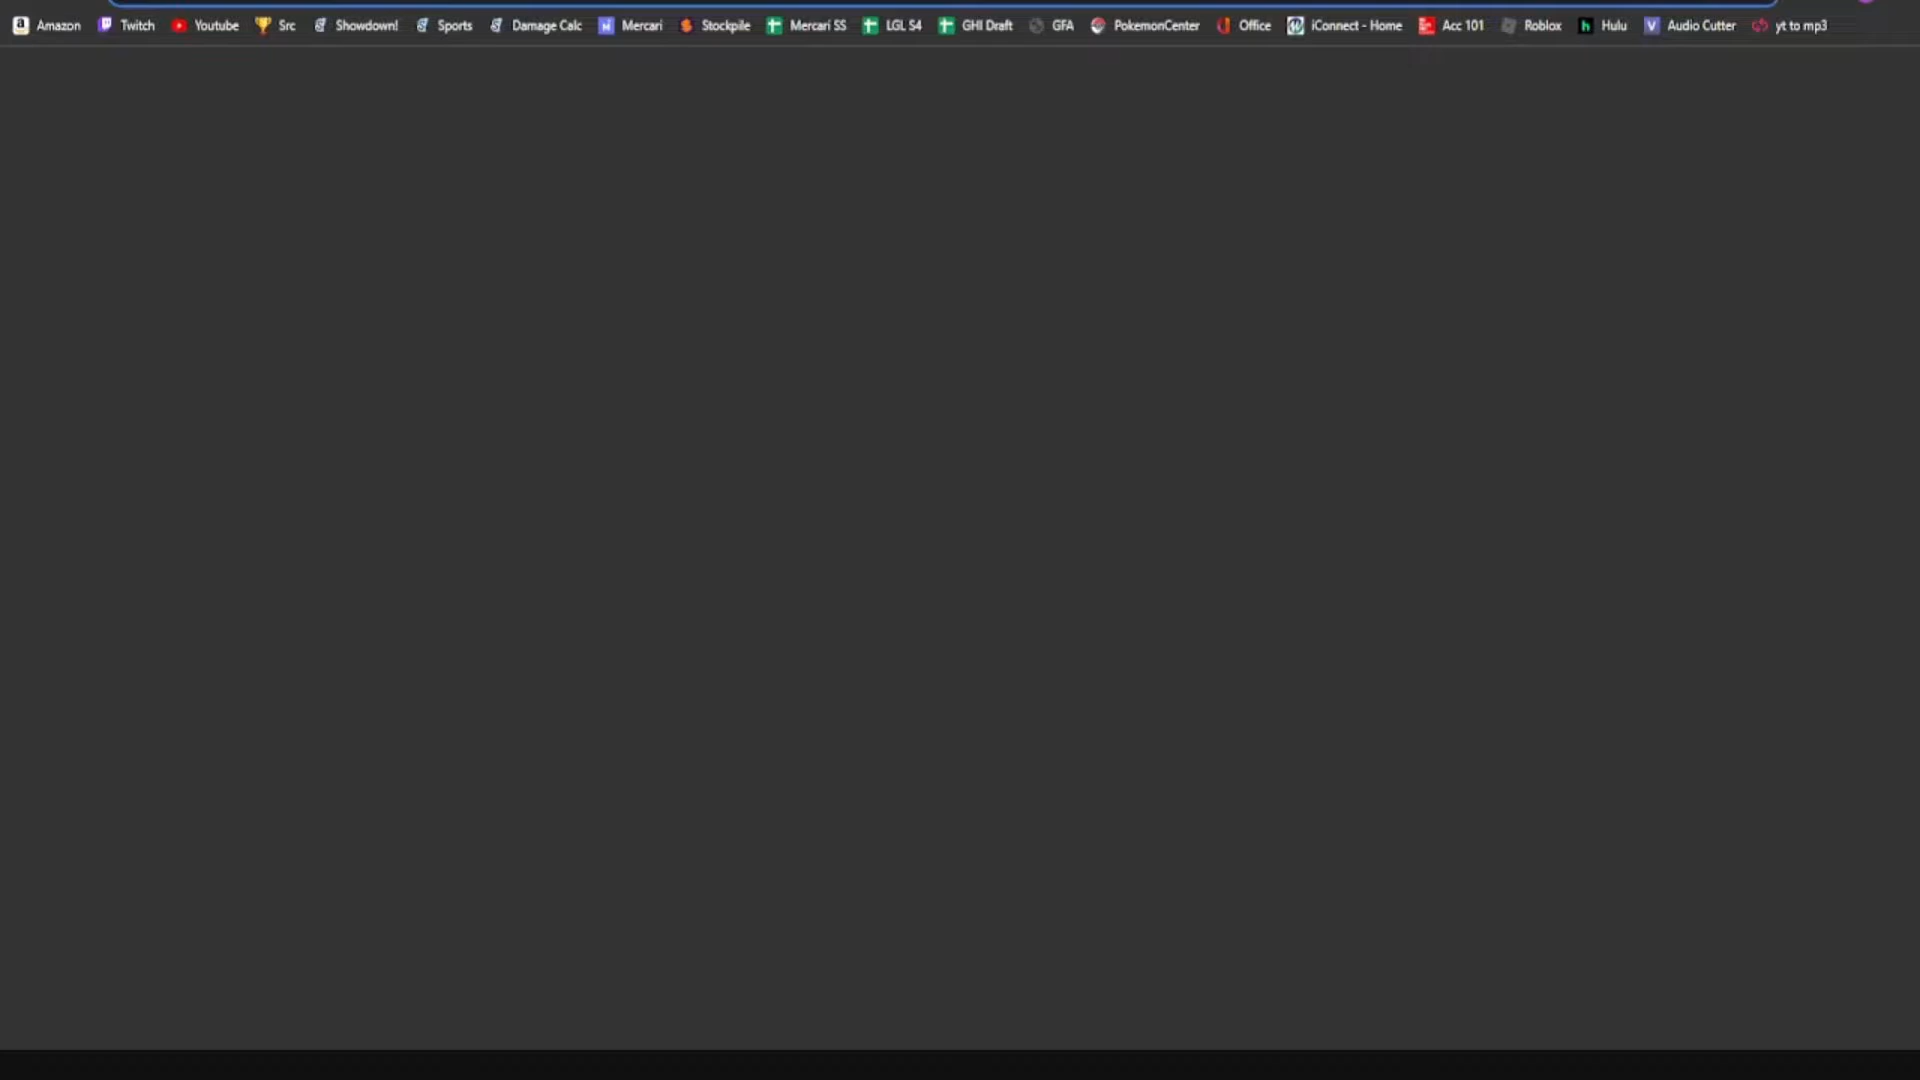 Amazon Twitch Youtube Src Showdown! Sports Damage Calc Mercari Stockpile Mercari SS LGL S4 GHI Draft GFA PokemonCenter Office iConnect - Home Acc 101 Roblox Hulu Audio Cutter yt to mp3